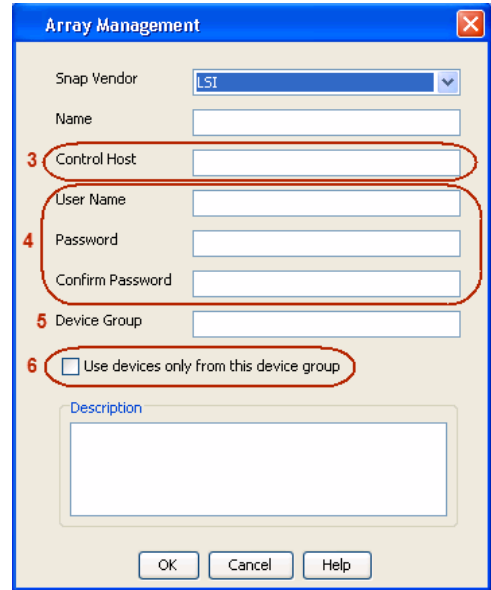 Array Management
Snap Vendor LSI
Name
3 Control Host
User Name
4 Password
Confirm Password
5 Device Group
6 Use devices only from this device group
Description
OK Cancel Help